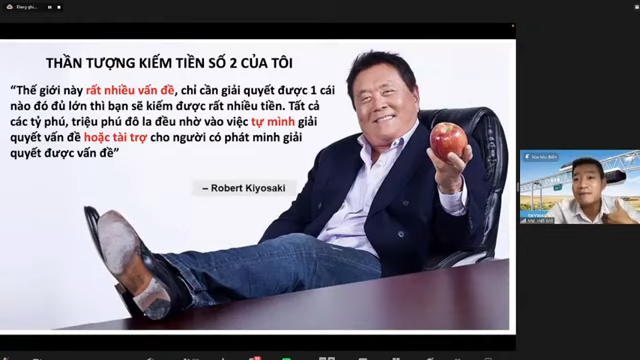 THẦN TƯỢNG KIẾM TIỀN SỐ 2 CỦA TÔI
“Thế giới này rất nhiều vấn đề, chỉ cần giải quyết được 1 cái
nào đó đủ lớn thì bạn sẽ kiếm được rất nhiều tiền. Tất cả
các tỷ phú, triệu phú đô la đều nhờ vào việc tự mình giải
quyết vấn đề hoặc tài trợ cho người có phát minh giải
quyết được vấn đề”
– Robert Kiyosaki